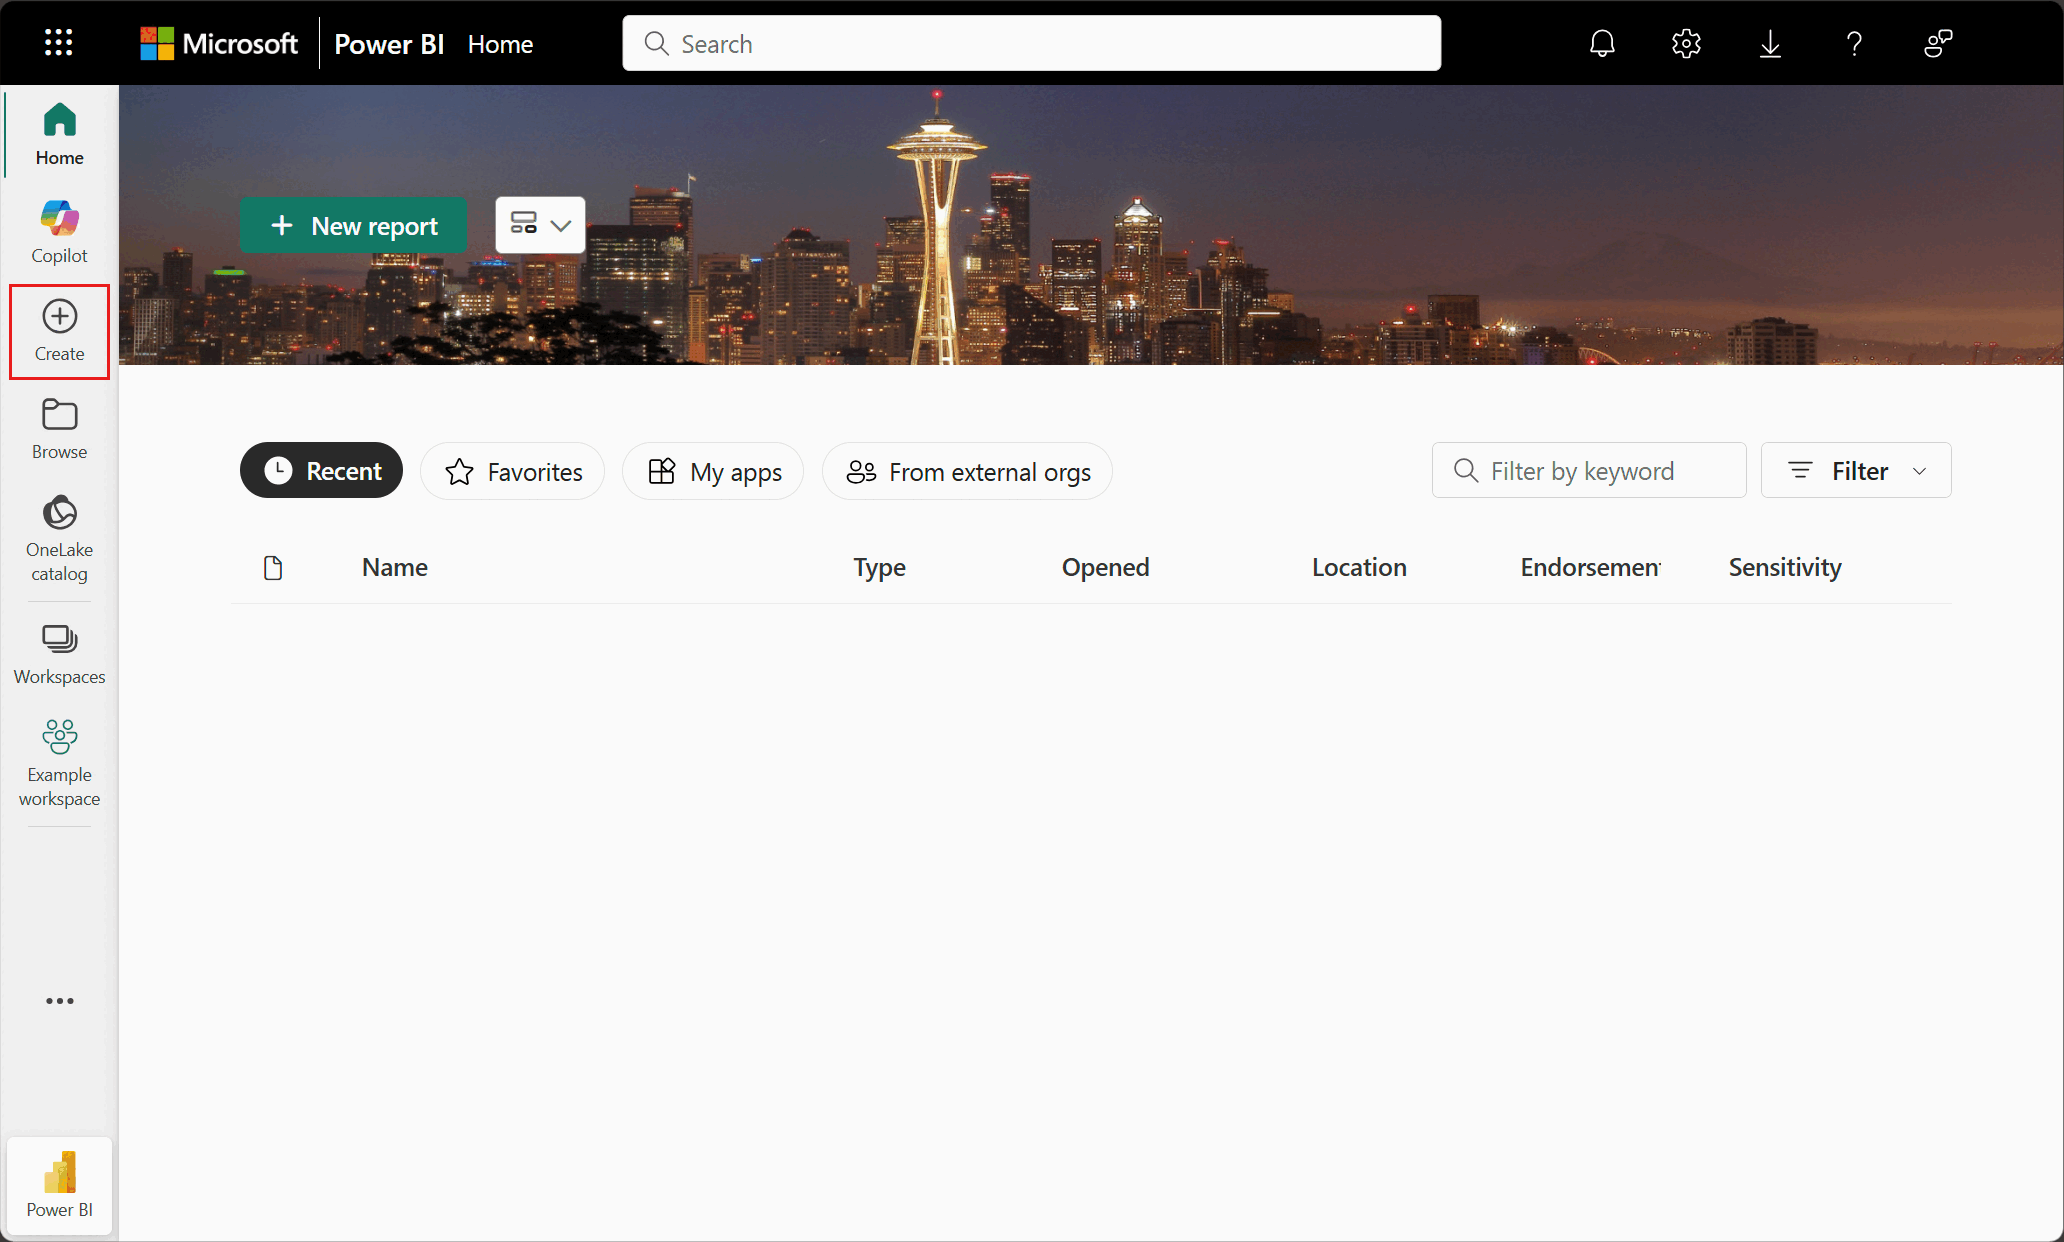 Microsoft Power BI Home
Search
Home
Copilot
Create
Browse
OneLake
catalog
Workspaces
Example
workspace
Power BI
New report
Recent
Favorites
My apps
From external orgs
Filter by keyword
Filter
Name Type Opened Location Endorsemen Sensitivity